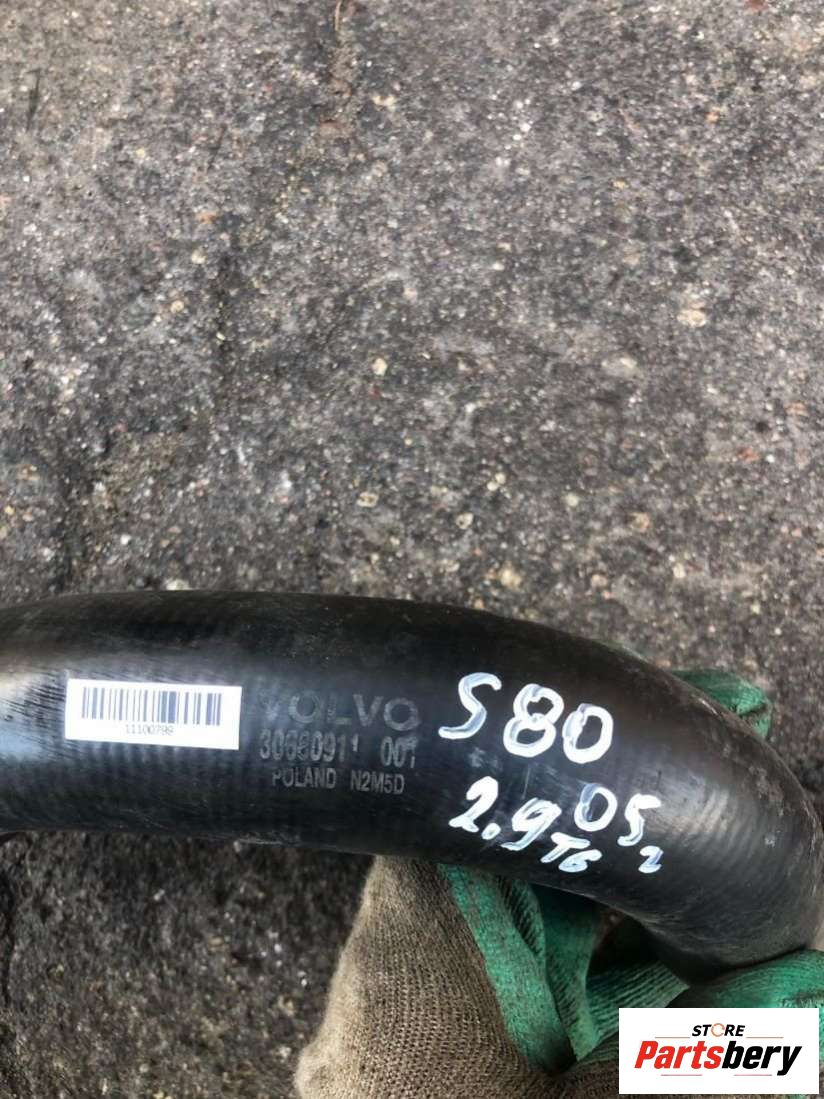 11100799
VOLVO
30680911 001
POLAND N2M5D
S80
05
2.9 T6
2
STORE
Partsbery